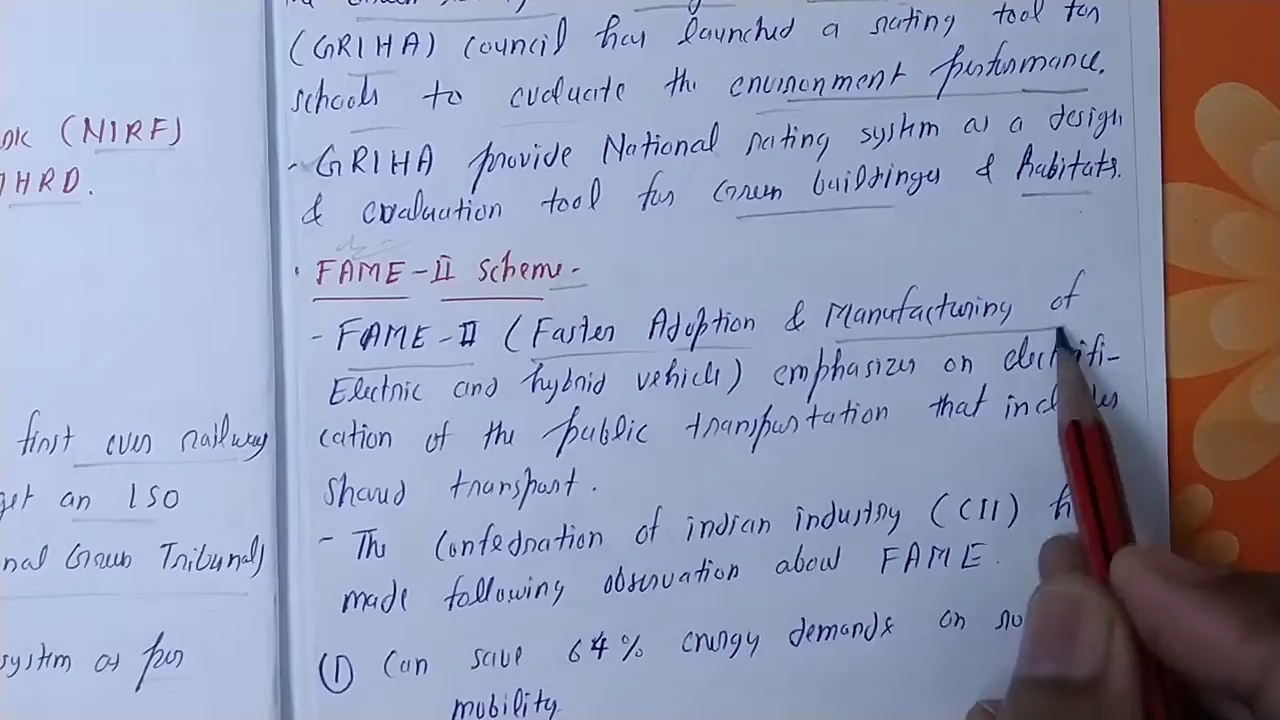 (GRIHA) council has launched a rating tool for
schools to evaluate the environment performance.
- GRIHA provide National rating system as a design
& evaluation tool for Green buildings & habitats.
• FAME-II Scheme-
- FAME-II (Faster Adoption & Manufacturing of
Electric and hybrid vehicle) emphasizes on electrifi-
cation of the public transportation that includes
shared transport.
- The Confedration of indian industry (CII)
made following observation about FAME.
① Can save 64% energy demands on
mobility
(NIRF)
HRD.
first ever railway
get an ISO
Green Tribunal)
system as per